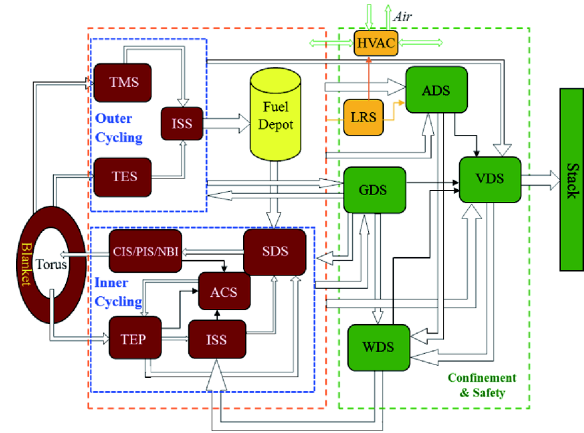 Air
HVAC
TMS
ADS
Fuel
Depot
Outer
Cycling
ISS
LRS
TES
GDS
VDS
Stack
Blanket
Torus
CIS/PIS/NBI
SDS
Inner
Cycling
ACS
TEP
ISS
WDS
Confinement
& Safety